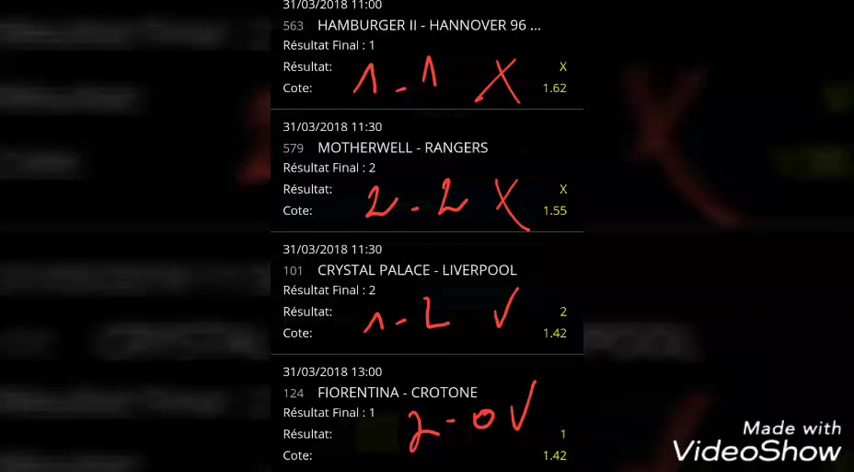 31/03/2018 11:00
563 HAMBURGER II - HANNOVER 96 ...
Résultat Final : 1
Résultat: X
Cote: 1.62
1 - 1 X
31/03/2018 11:30
579 MOTHERWELL - RANGERS
Résultat Final : 2
Résultat: X
Cote: 1.55
2 - 2 X
31/03/2018 11:30
101 CRYSTAL PALACE - LIVERPOOL
Résultat Final : 2
Résultat: 2
Cote: 1.42
1 - 2 ✓
31/03/2018 13:00
124 FIORENTINA - CROTONE
Résultat Final : 1
Résultat: 1
Cote: 1.42
2 - 0 ✓
Made with
VideoShow